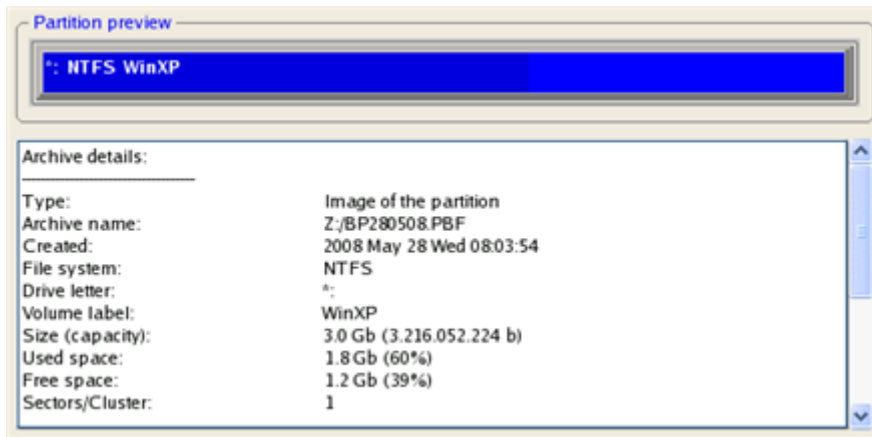 Partition preview
*: NTFS WinXP
Archive details:
Type: Image of the partition
Archive name: Z:/BP280508.PBF
Created: 2008 May 28 Wed 08:03:54
File system: NTFS
Drive letter: *:
Volume label: WinXP
Size (capacity): 3.0 Gb (3.216.052.224 b)
Used space: 1.8 Gb (60%)
Free space: 1.2 Gb (39%)
Sectors/Cluster: 1